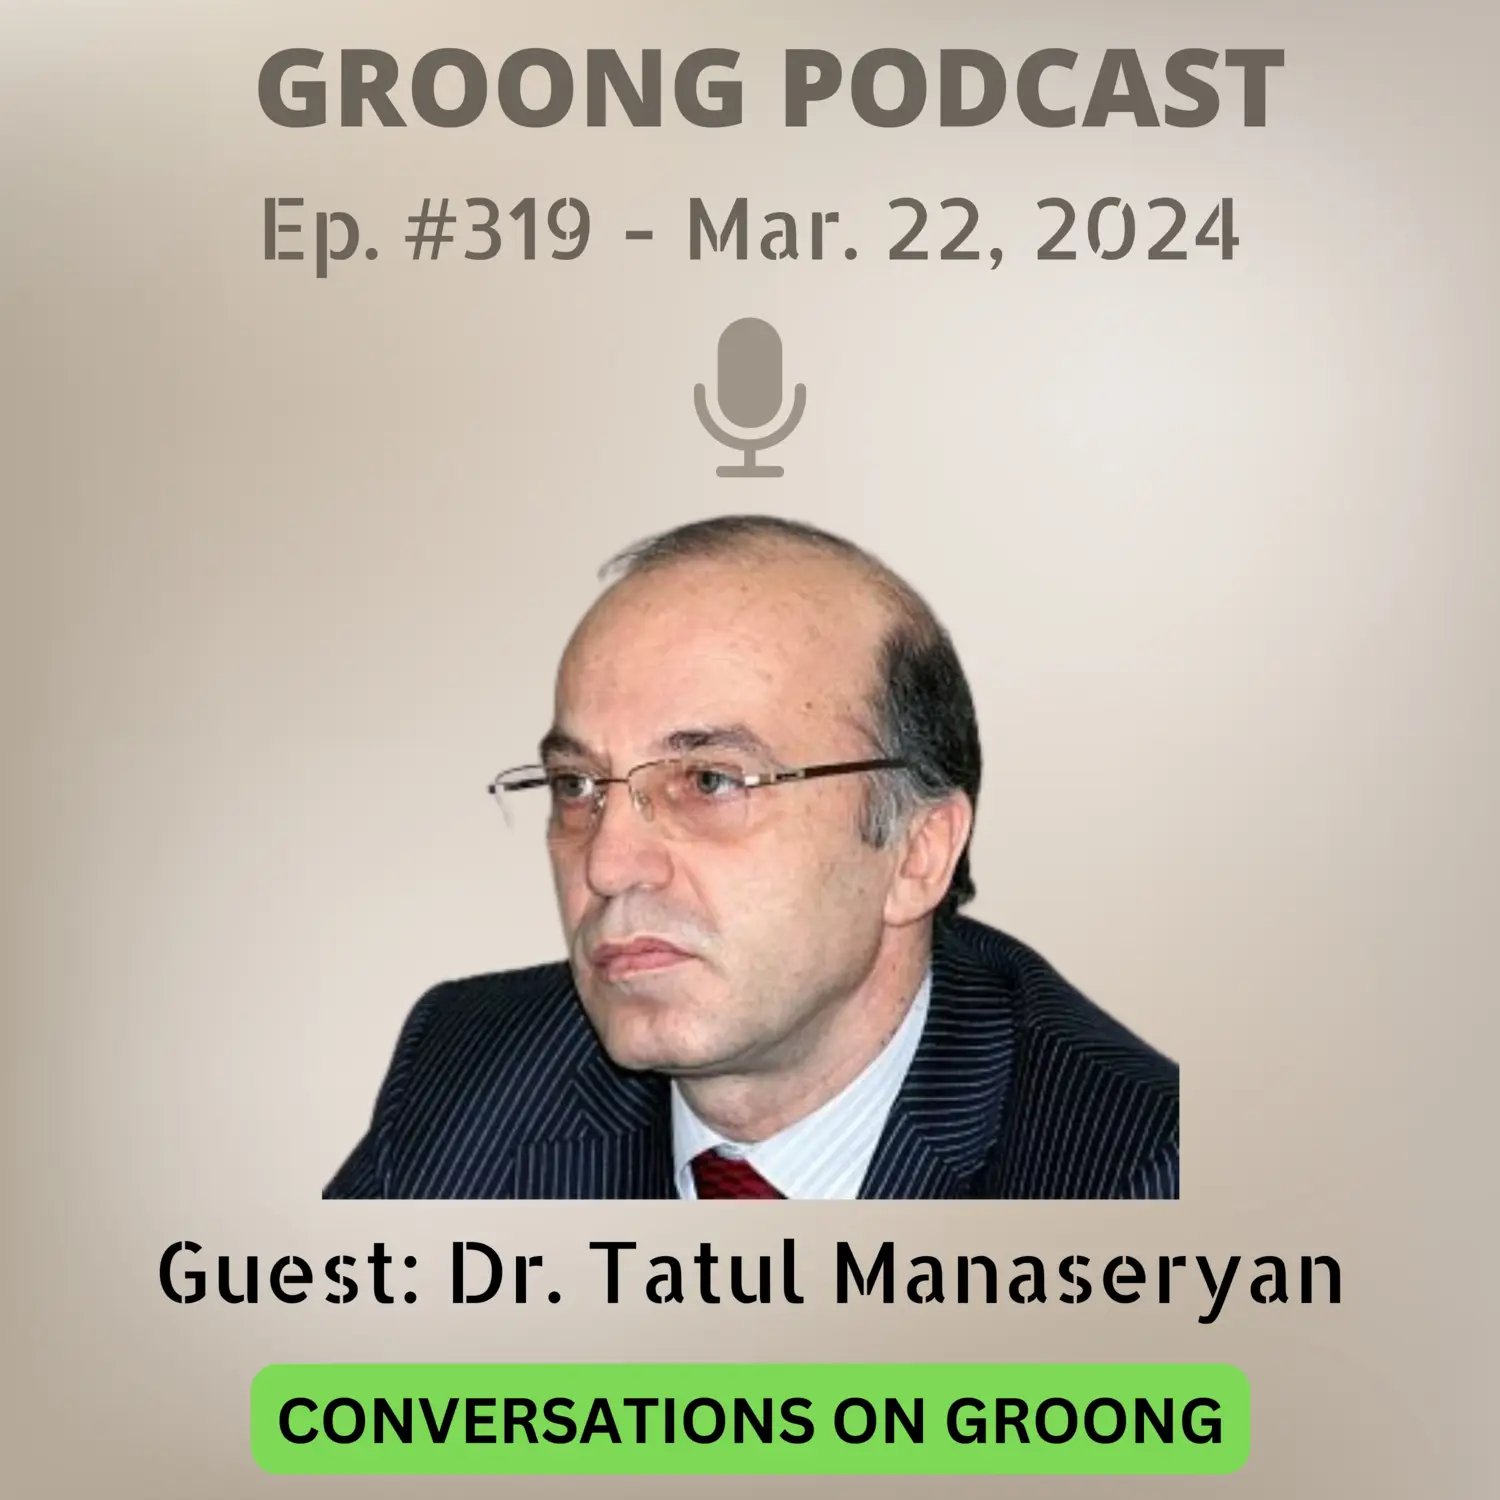 GROONG PODCAST
Ep. #319 - Mar. 22, 2024
Guest: Dr. Tatul Manaseryan
CONVERSATIONS ON GROONG